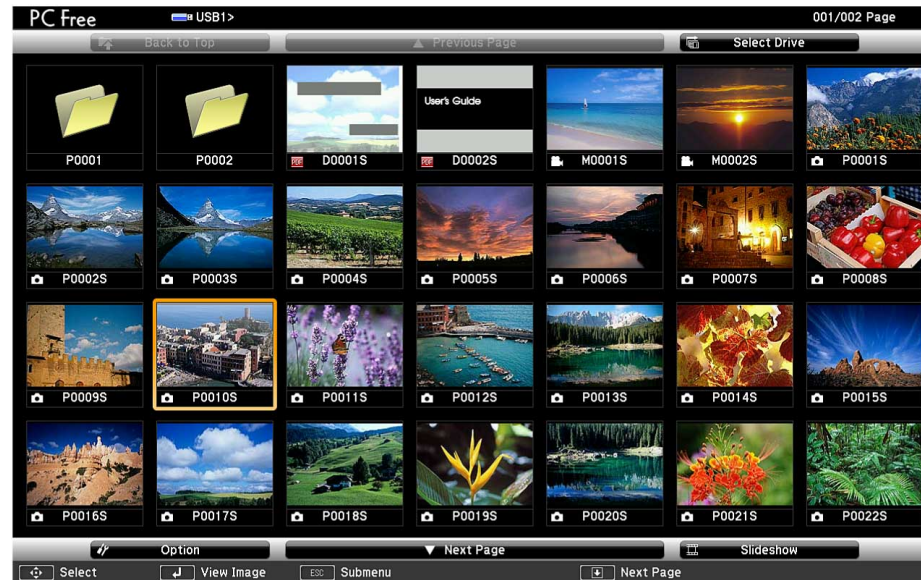 PC Free USB1> 001/002 Page
Back to Top Previous Page Select Drive
User's Guide
P0001 P0002 PDF D0001S PDF D0002S M0001S M0002S P0001S
P0002S P0003S P0004S P0005S P0006S P0007S P0008S
P0009S P0010S P0011S P0012S P0013S P0014S P0015S
P0016S P0017S P0018S P0019S P0020S P0021S P0022S
Option Next Page Slideshow
Select View Image ESC Submenu Next Page